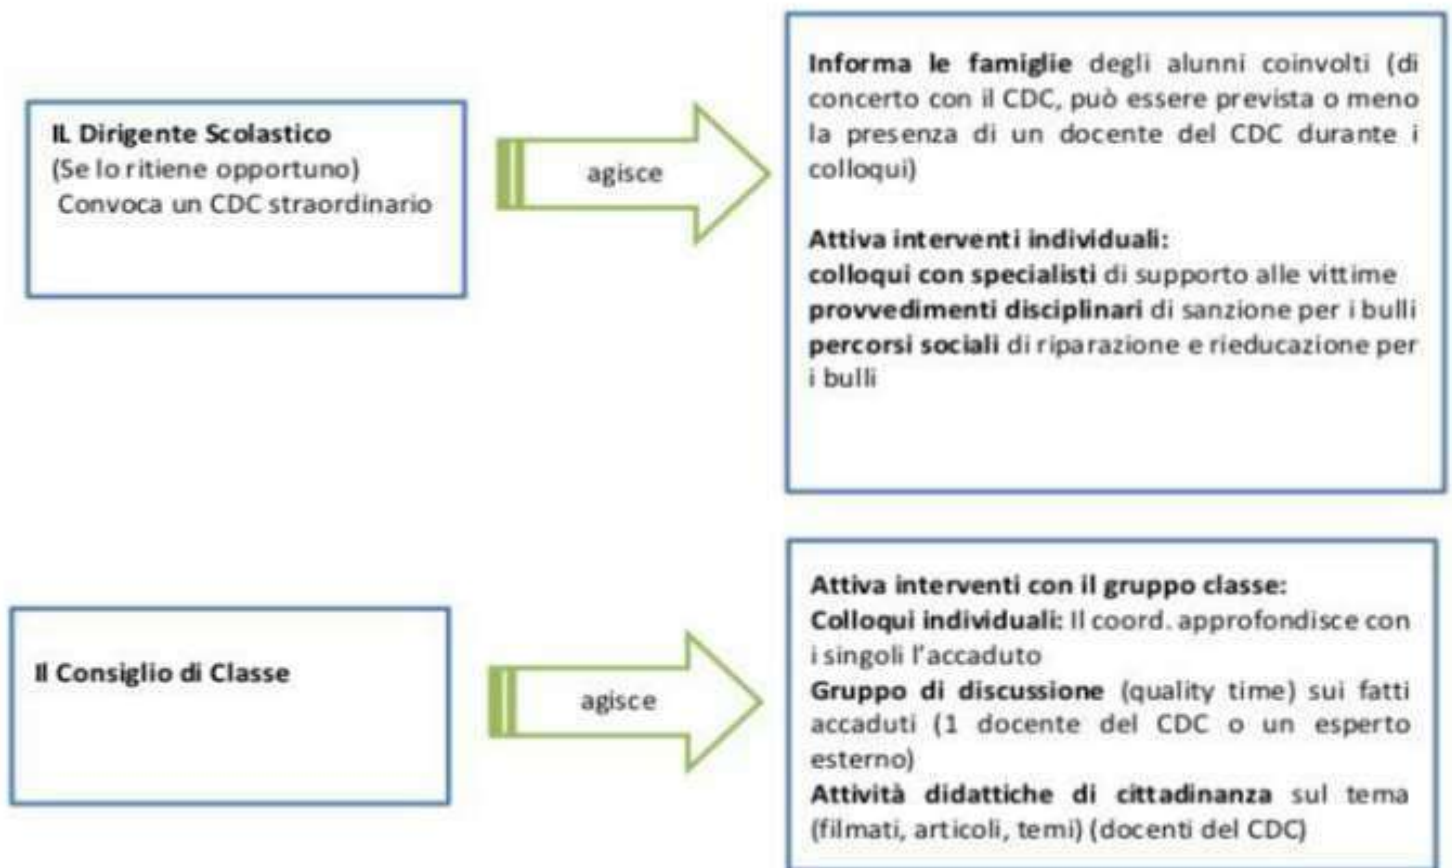 IL Dirigente Scolastico
(Se lo ritiene opportuno)
Convoca un CDC straordinario
agisce
Informa le famiglie degli alunni coinvolti (di
concerto con il CDC, può essere prevista o meno
la presenza di un docente del CDC durante i
colloqui)
Attiva interventi individuali:
colloqui con specialisti di supporto alle vittime
provvedimenti disciplinari di sanzione per i bulli
percorsi sociali di riparazione e rieducazione per
i bulli
Il Consiglio di Classe
agisce
Attiva interventi con il gruppo classe:
Colloqui individuali: Il coord. approfondisce con
i singoli l'accaduto
Gruppo di discussione (quality time) sui fatti
accaduti (1 docente del CDC o un esperto
esterno)
Attività didattiche di cittadinanza sul tema
(filmati, articoli, temi) (docenti del CDC)